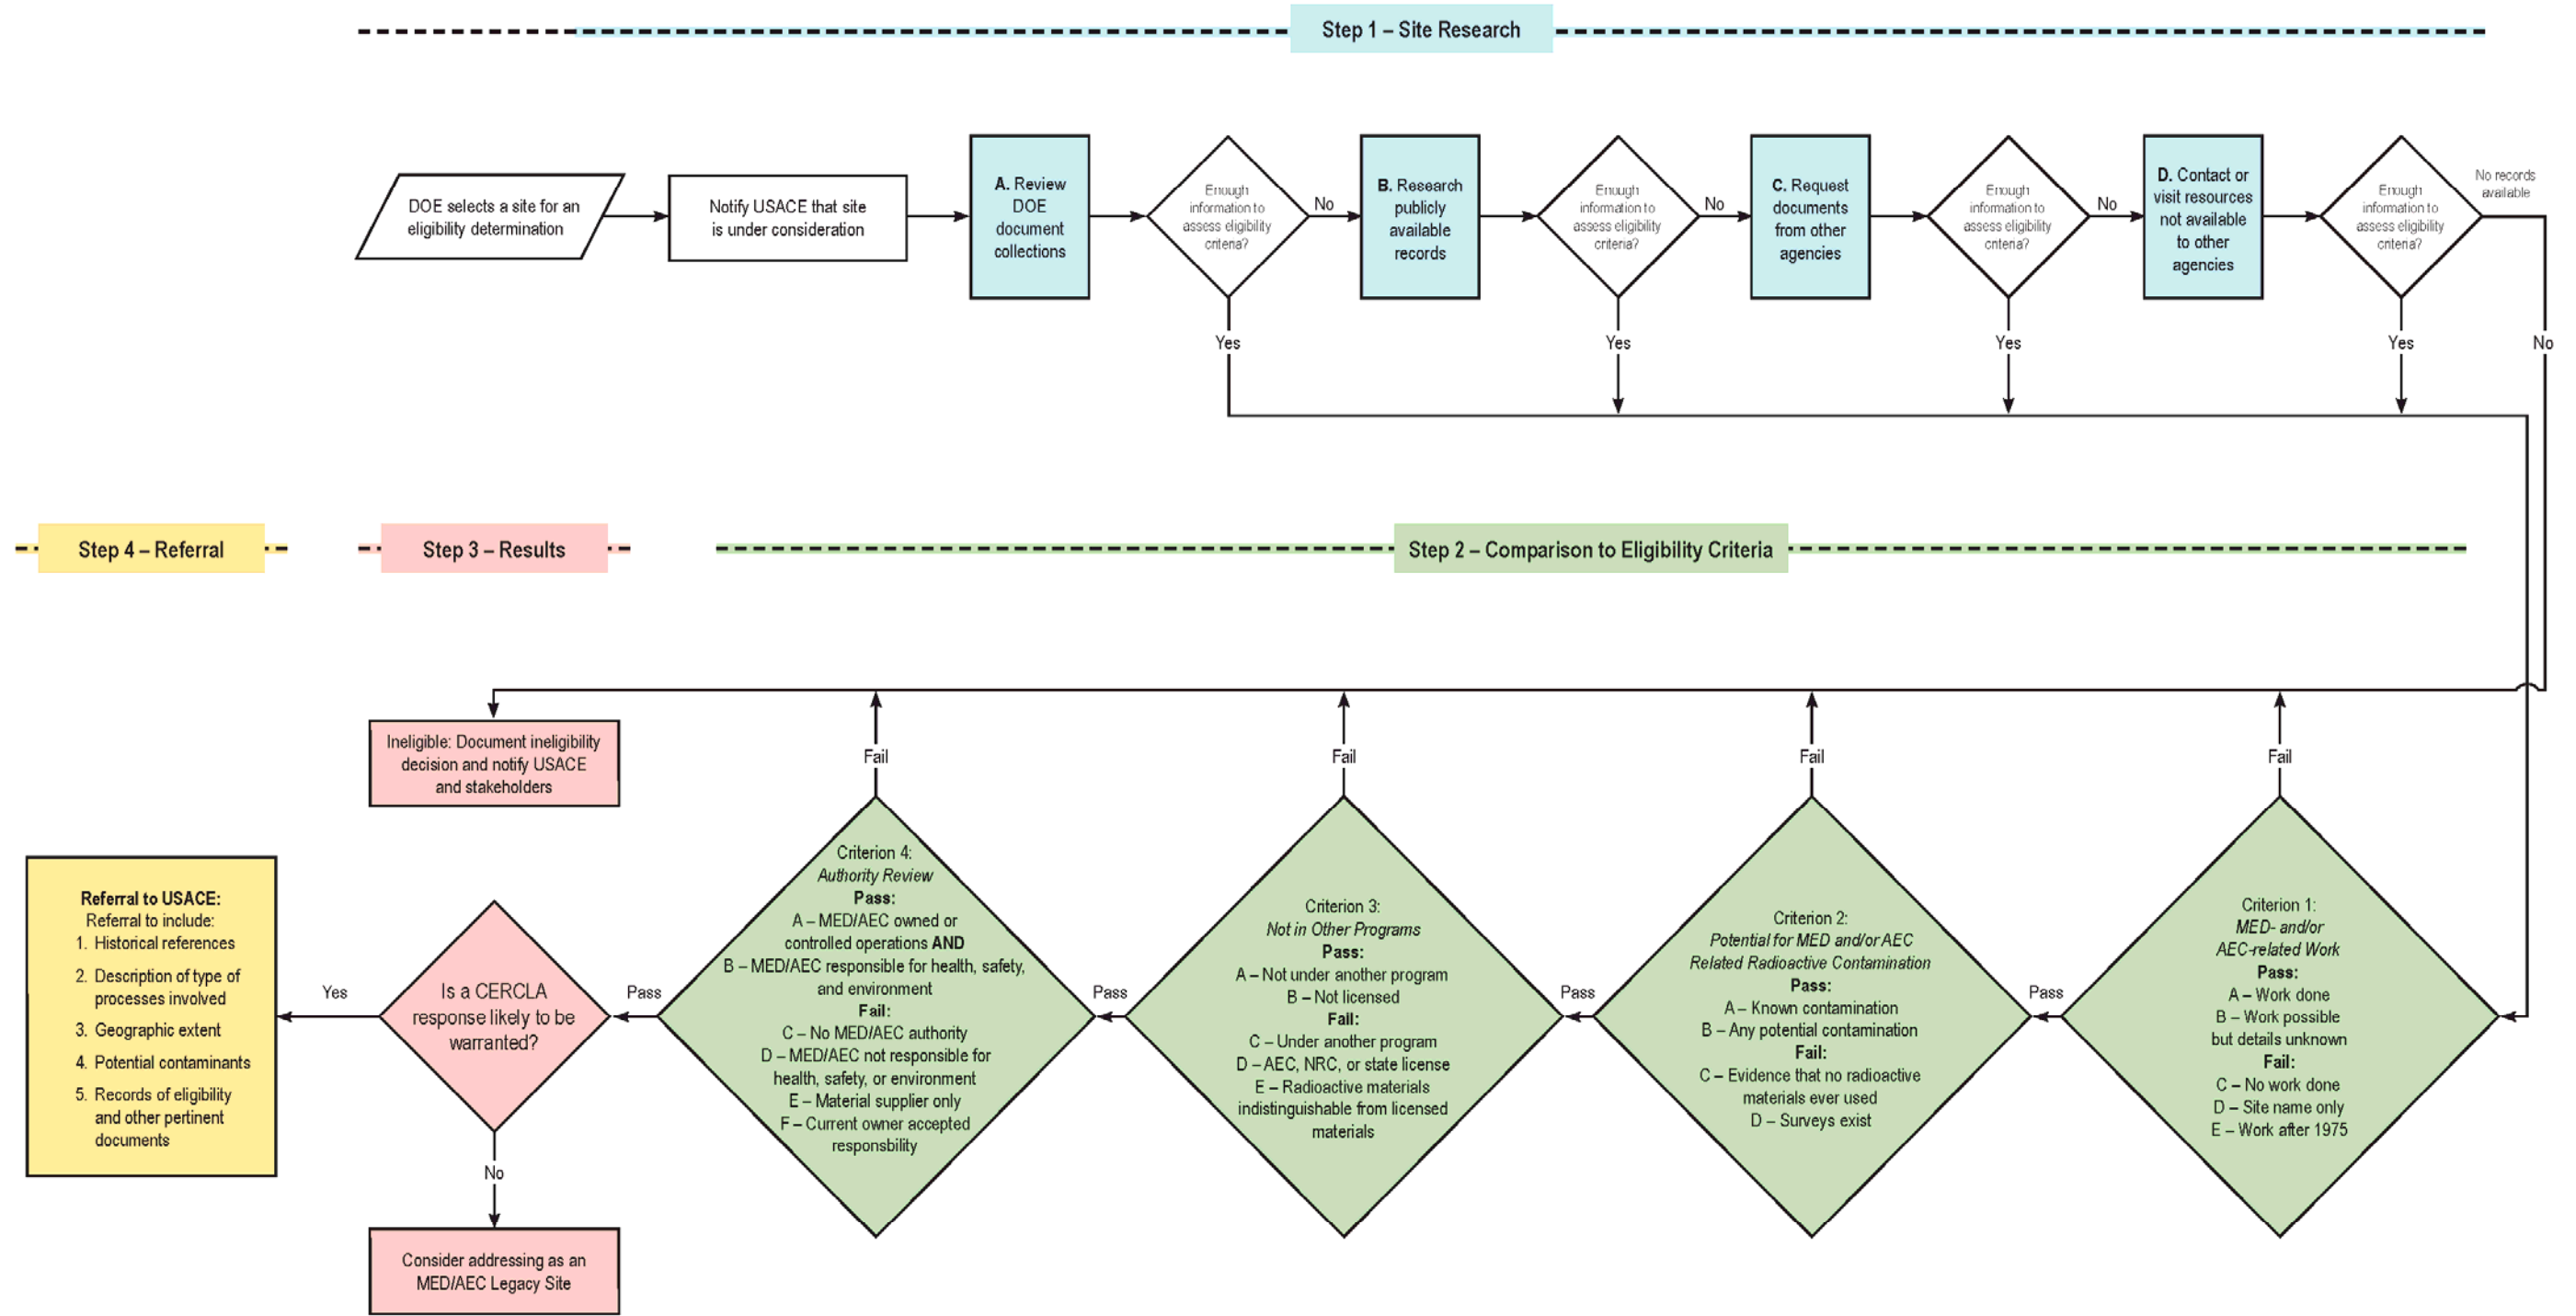 Step 1 – Site Research
DOE selects a site for an
eligibility determination
Notify USACE that site
is under consideration
A. Review
DOE
document
collections
Enough
information to
assess eligibility
criteria?
No
Yes
B. Research
publicly
available
records
Enough
information to
assess eligibility
criteria?
No
Yes
C. Request
documents
from other
agencies
Enough
information to
assess eligibility
criteria?
No
Yes
D. Contact or
visit resources
not available
to other
agencies
Enough
information to
assess eligibility
criteria?
No records
available
Yes
No
Step 4 – Referral
Step 3 – Results
Step 2 – Comparison to Eligibility Criteria
Ineligible: Document ineligibility
decision and notify USACE
and stakeholders
Fail
Fail
Fail
Fail
Criterion 1:
MED- and/or
AEC-related Work
Pass:
A – Work done
B – Work possible
but details unknown
Fail:
C – No work done
D – Site name only
E – Work after 1975
Pass
Criterion 2:
Potential for MED and/or AEC
Related Radioactive Contamination
Pass:
A – Known contamination
B – Any potential contamination
Fail:
C – Evidence that no radioactive
materials ever used
D – Surveys exist
Pass
Criterion 3:
Not in Other Programs
Pass:
A – Not under another program
B – Not licensed
Fail:
C – Under another program
D – AEC, NRC, or state license
E – Radioactive materials
indistinguishable from licensed
materials
Pass
Criterion 4:
Authority Review
Pass:
A – MED/AEC owned or
controlled operations AND
B – MED/AEC responsible for health, safety,
and environment
Fail:
C – No MED/AEC authority
D – MED/AEC not responsible for
health, safety, or environment
E – Material supplier only
F – Current owner accepted
responsbility
Pass
Is a CERCLA
response likely to be
warranted?
Yes
No
Consider addressing as an
MED/AEC Legacy Site
Referral to USACE:
Referral to include:
1. Historical references
2. Description of type of
processes involved
3. Geographic extent
4. Potential contaminants
5. Records of eligibility
and other pertinent
documents